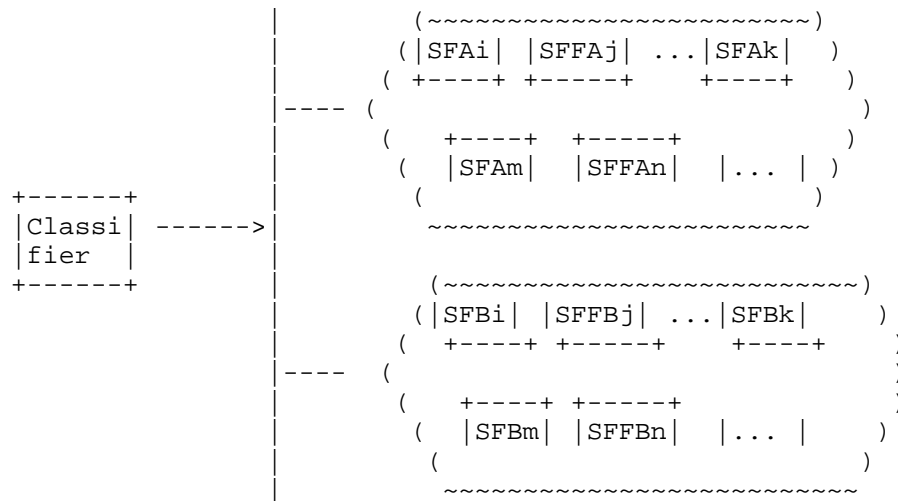 |SFAi| |SFFAj| ...|SFAk|
|SFAm| |SFFAn| |... |
|Classi| ------>|
|fier |
|SFBi| |SFFBj| ...|SFBk|
|SFBm| |SFFBn| |... |